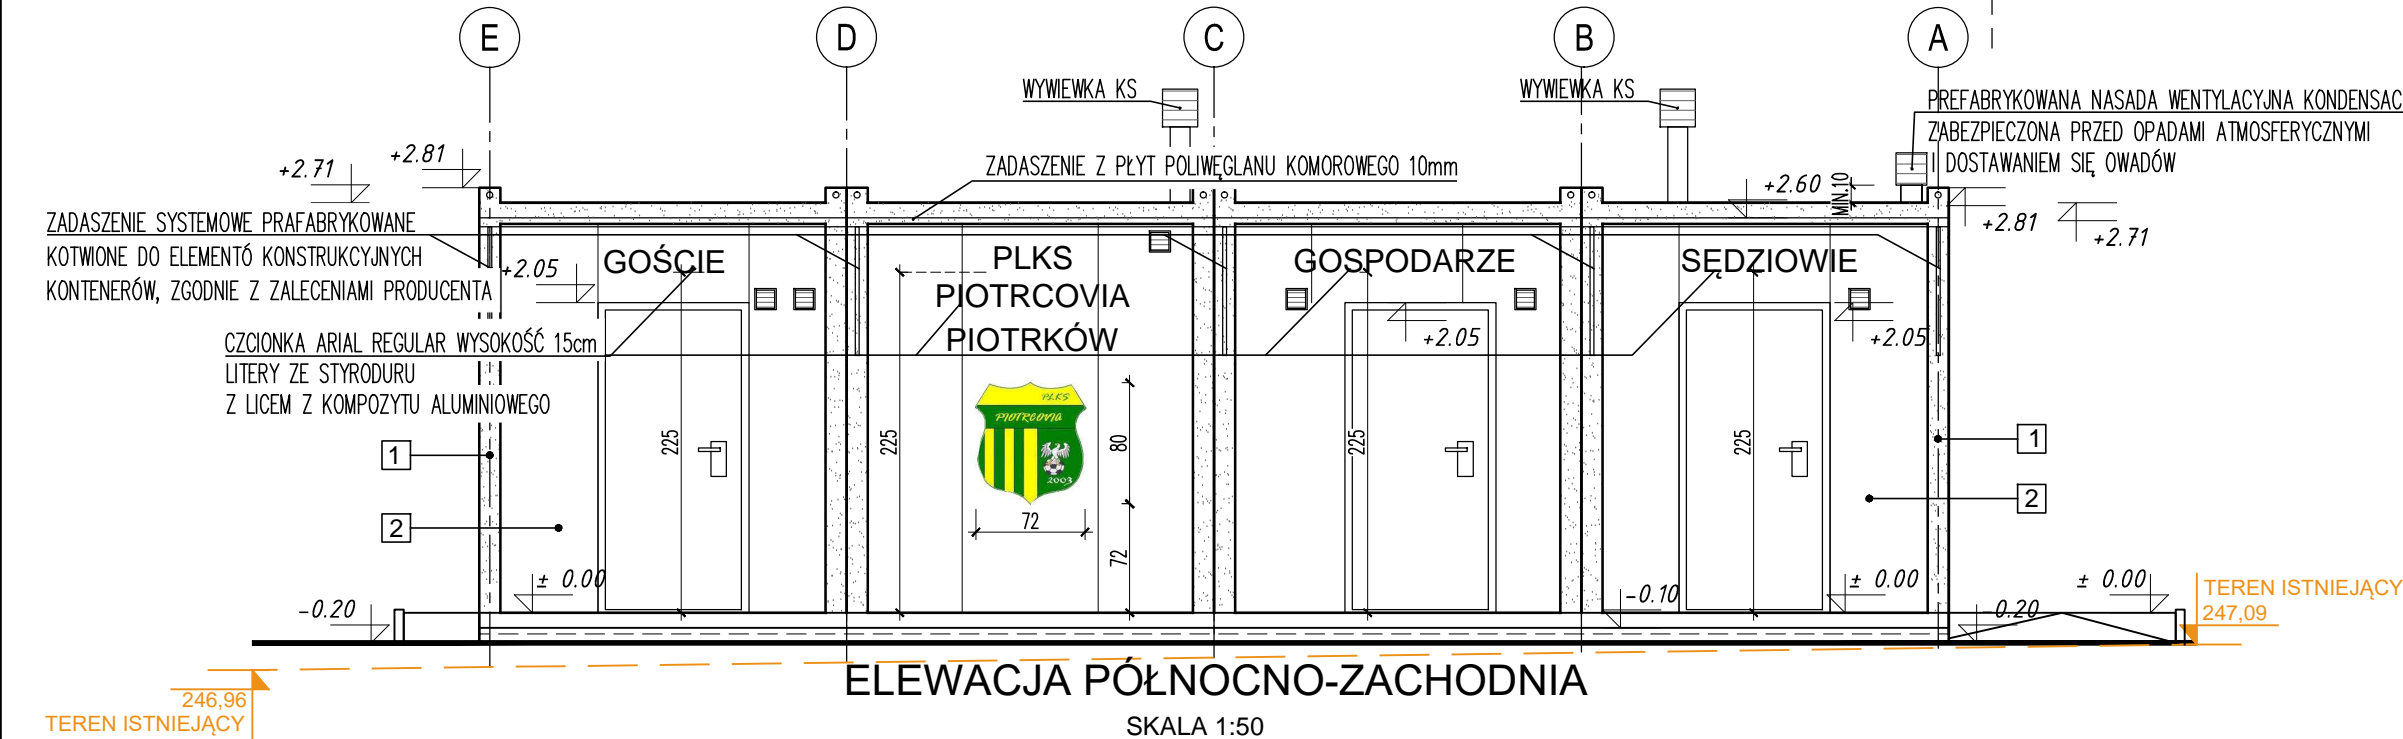 E
D
C
B
A
WYWIEWKA KS
WYWIEWKA KS
PREFABRYKOWANA NASADA WENTYLACYJNA KONDENSAC
ZABEZPIECZONA PRZED OPADAMI ATMOSFERYCZNYMI
I DOSTAWANIEM SIĘ OWADÓW
+2.71
+2.81
ZADASZENIE Z PŁYT POLIWĘGLANU KOMOROWEGO 10mm
+2.60
MIN.10
+2.81
+2.71
ZADASZENIE SYSTEMOWE PRAFABRYKOWANE
KOTWIONE DO ELEMENTÓ KONSTRUKCYJNYCH
KONTENERÓW, ZGODNIE Z ZALECENIAMI PRODUCENTA
+2.05
GOŚCIE
PLKS
PIOTRCOVIA
PIOTRKÓW
GOSPODARZE
SĘDZIOWIE
+2.05
+2.05
CZCIONKA ARIAL REGULAR WYSOKOŚĆ 15cm
LITERY ZE STYRODURU
Z LICEM Z KOMPOZYTU ALUMINIOWEGO
PLKS
PIOTRCOVIA
2003
225
225
80
225
225
72
72
1
2
1
2
-0.20
± 0.00
-0.10
± 0.00
-0.20
± 0.00
TEREN ISTNIEJĄCY
247,09
246,96
TEREN ISTNIEJĄCY
ELEWACJA PÓŁNOCNO-ZACHODNIA
SKALA 1:50